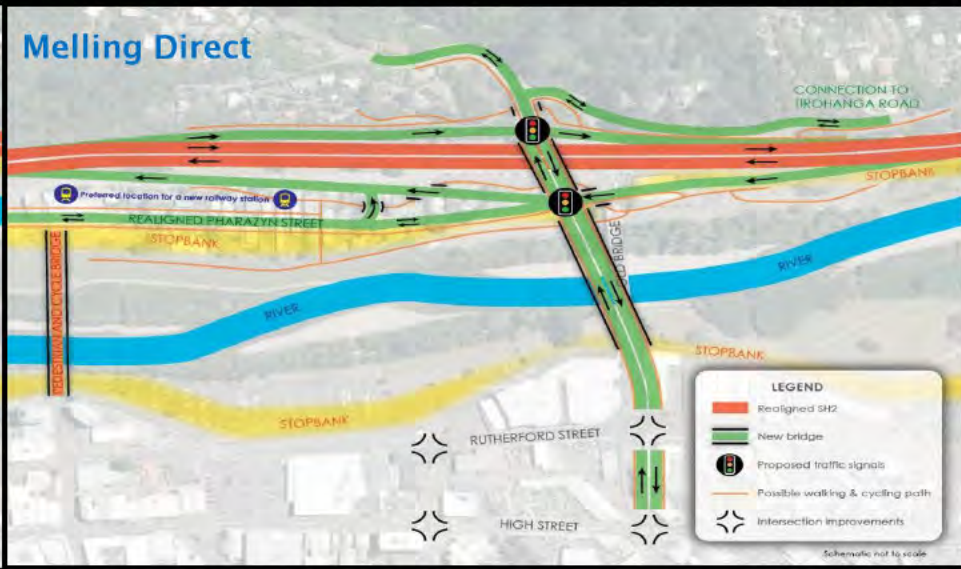 Melling Direct
CONNECTION TO
TIROHANGA ROAD
STOPBANK
Preferred location for a new railway station
REALIGNED PHARAZYN STREET
STOPBANK
OLD BRIDGE
RIVER
PEDESTRIAN AND CYCLE BRIDGE
RIVER
STOPBANK
STOPBANK
RUTHERFORD STREET
HIGH STREET
LEGEND
Realigned SH2
New bridge
Proposed traffic signals
Possible walking & cycling path
Intersection improvements
Schematic not to scale